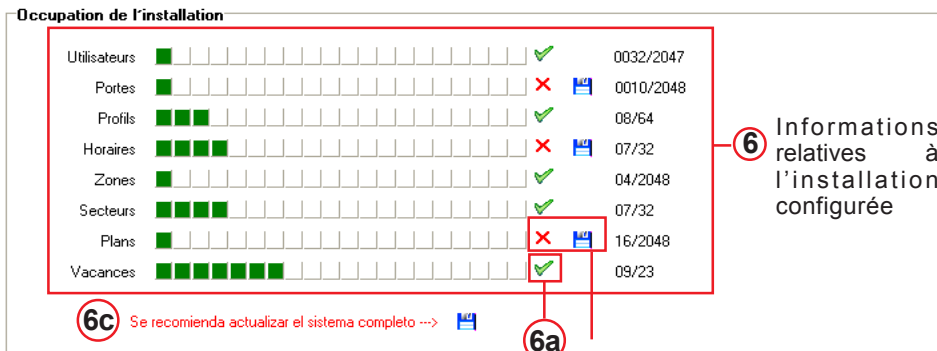 Occupation de l'installation
Utilisateurs 0032/2047
Portes 0010/2048
Profils 08/64
Horaires 07/32
Zones 04/2048
Secteurs 07/32
Plans 16/2048
Vacances 09/23
6 Informations
relatives à
l'installation
configurée
6c Se recomienda actualizar el sistema completo --->
6a